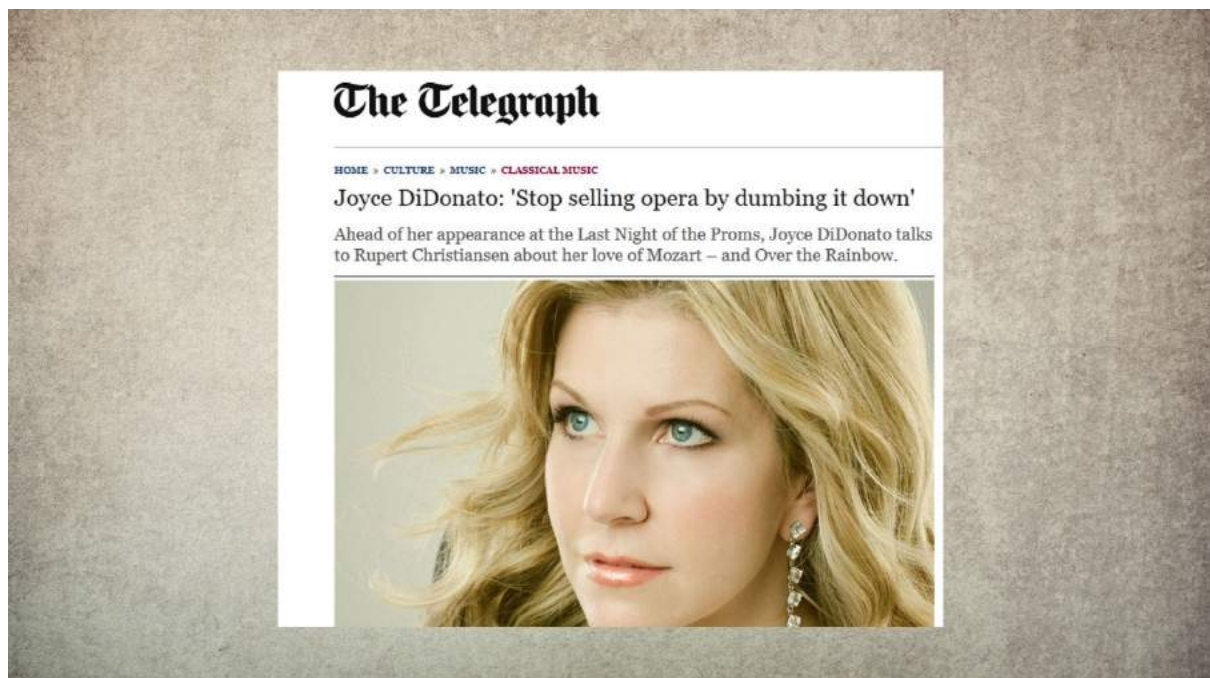 The Telegraph
HOME » CULTURE » MUSIC » CLASSICAL MUSIC
Joyce DiDonato: 'Stop selling opera by dumbing it down'
Ahead of her appearance at the Last Night of the Proms, Joyce DiDonato talks
to Rupert Christiansen about her love of Mozart – and Over the Rainbow.